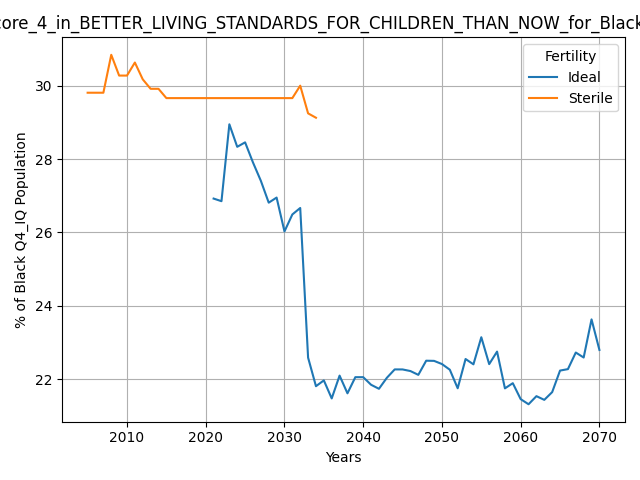 core_4_in_BETTER_LIVING_STANDARDS_FOR_CHILDREN_THAN_NOW_for_Black
Fertility
Ideal
Sterile
% of Black Q4_IQ Population
30
28
26
24
22
2010 2020 2030 2040 2050 2060 2070
Years